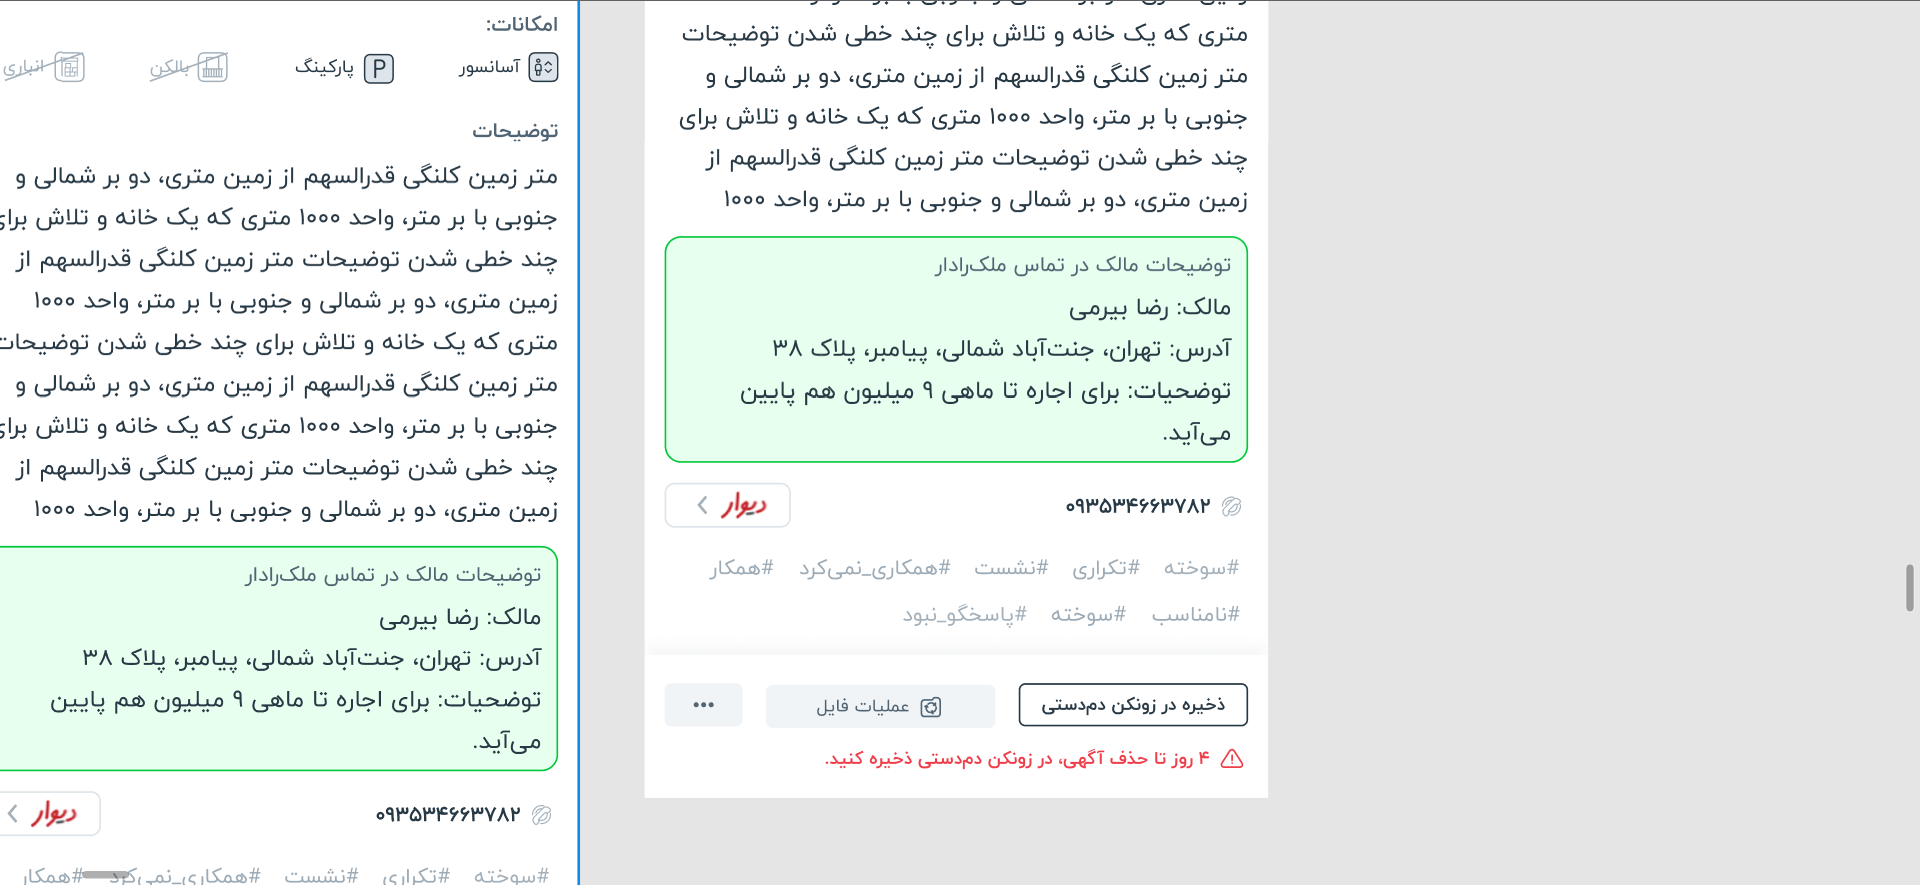 امکانات:
آسانسور
پارکینگ
بالکن
انباری
توضیحات
متر زمین کلنگی قدرالسهم از زمین متری، دو بر شمالی و
جنوبی با بر متر، واحد ۱۰۰۰ متری که یک خانه و تلاش برای
چند خطی شدن توضیحات متر زمین کلنگی قدرالسهم از
زمین متری، دو بر شمالی و جنوبی با بر متر، واحد ۱۰۰۰
متری که یک خانه و تلاش برای چند خطی شدن توضیحات
متر زمین کلنگی قدرالسهم از زمین متری، دو بر شمالی و
جنوبی با بر متر، واحد ۱۰۰۰ متری که یک خانه و تلاش برای
چند خطی شدن توضیحات متر زمین کلنگی قدرالسهم از
زمین متری، دو بر شمالی و جنوبی با بر متر، واحد ۱۰۰۰
توضیحات مالک در تماس ملک‌رادار
مالک: رضا بیرمی
آدرس: تهران، جنت‌آباد شمالی، پیامبر، پلاک ۳۸
توضحیات: برای اجاره تا ماهی ۹ میلیون هم پایین
می‌آید.
۰۹۳۵۳۴۶۶۳۷۸۲
دیوار
#سوخته #تکراری #نشست #همکاری_نمی‌کرد #همکار
متری که یک خانه و تلاش برای چند خطی شدن توضیحات
متر زمین کلنگی قدرالسهم از زمین متری، دو بر شمالی و
جنوبی با بر متر، واحد ۱۰۰۰ متری که یک خانه و تلاش برای
چند خطی شدن توضیحات متر زمین کلنگی قدرالسهم از
زمین متری، دو بر شمالی و جنوبی با بر متر، واحد ۱۰۰۰
توضیحات مالک در تماس ملک‌رادار
مالک: رضا بیرمی
آدرس: تهران، جنت‌آباد شمالی، پیامبر، پلاک ۳۸
توضحیات: برای اجاره تا ماهی ۹ میلیون هم پایین
می‌آید.
۰۹۳۵۳۴۶۶۳۷۸۲
دیوار
#سوخته #تکراری #نشست #همکاری_نمی‌کرد #همکار
#نامناسب #سوخته #پاسخگو_نبود
ذخیره در زونکن دم‌دستی
عملیات فایل
۴ روز تا حذف آگهی، در زونکن دم‌دستی ذخیره کنید.